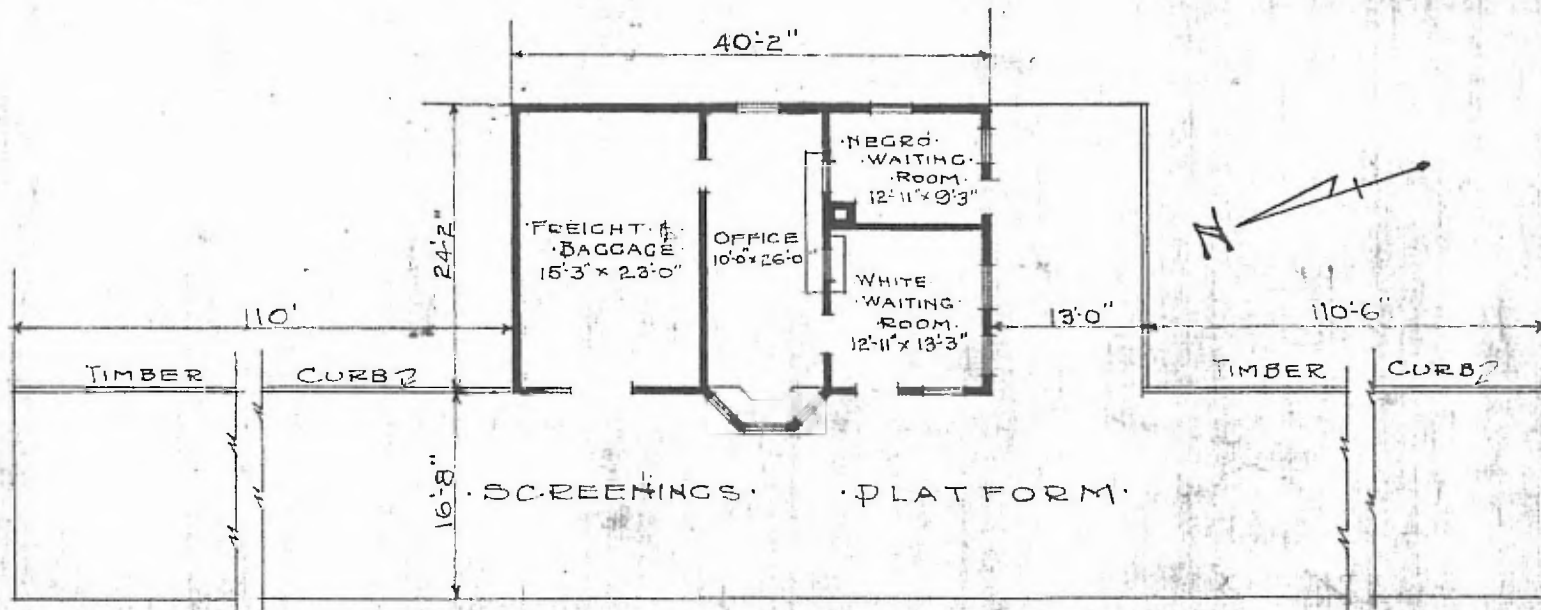 40'-2"
·NEGRO·
·WAITING·
·ROOM·
12'-11" x 9'-3"
24'-2"
·FREIGHT·&·
·BAGGAGE·
15'-3" x 23'-0"
OFFICE
10'-0" x 26'-0
N
WHITE
·WAITING·
·ROOM·
12'-11" x 13'-3"
110'
13'-0"
110'-6"
TIMBER CURB
TIMBER CURB
16'-8"
·SCREENINGS· ·PLATFORM·